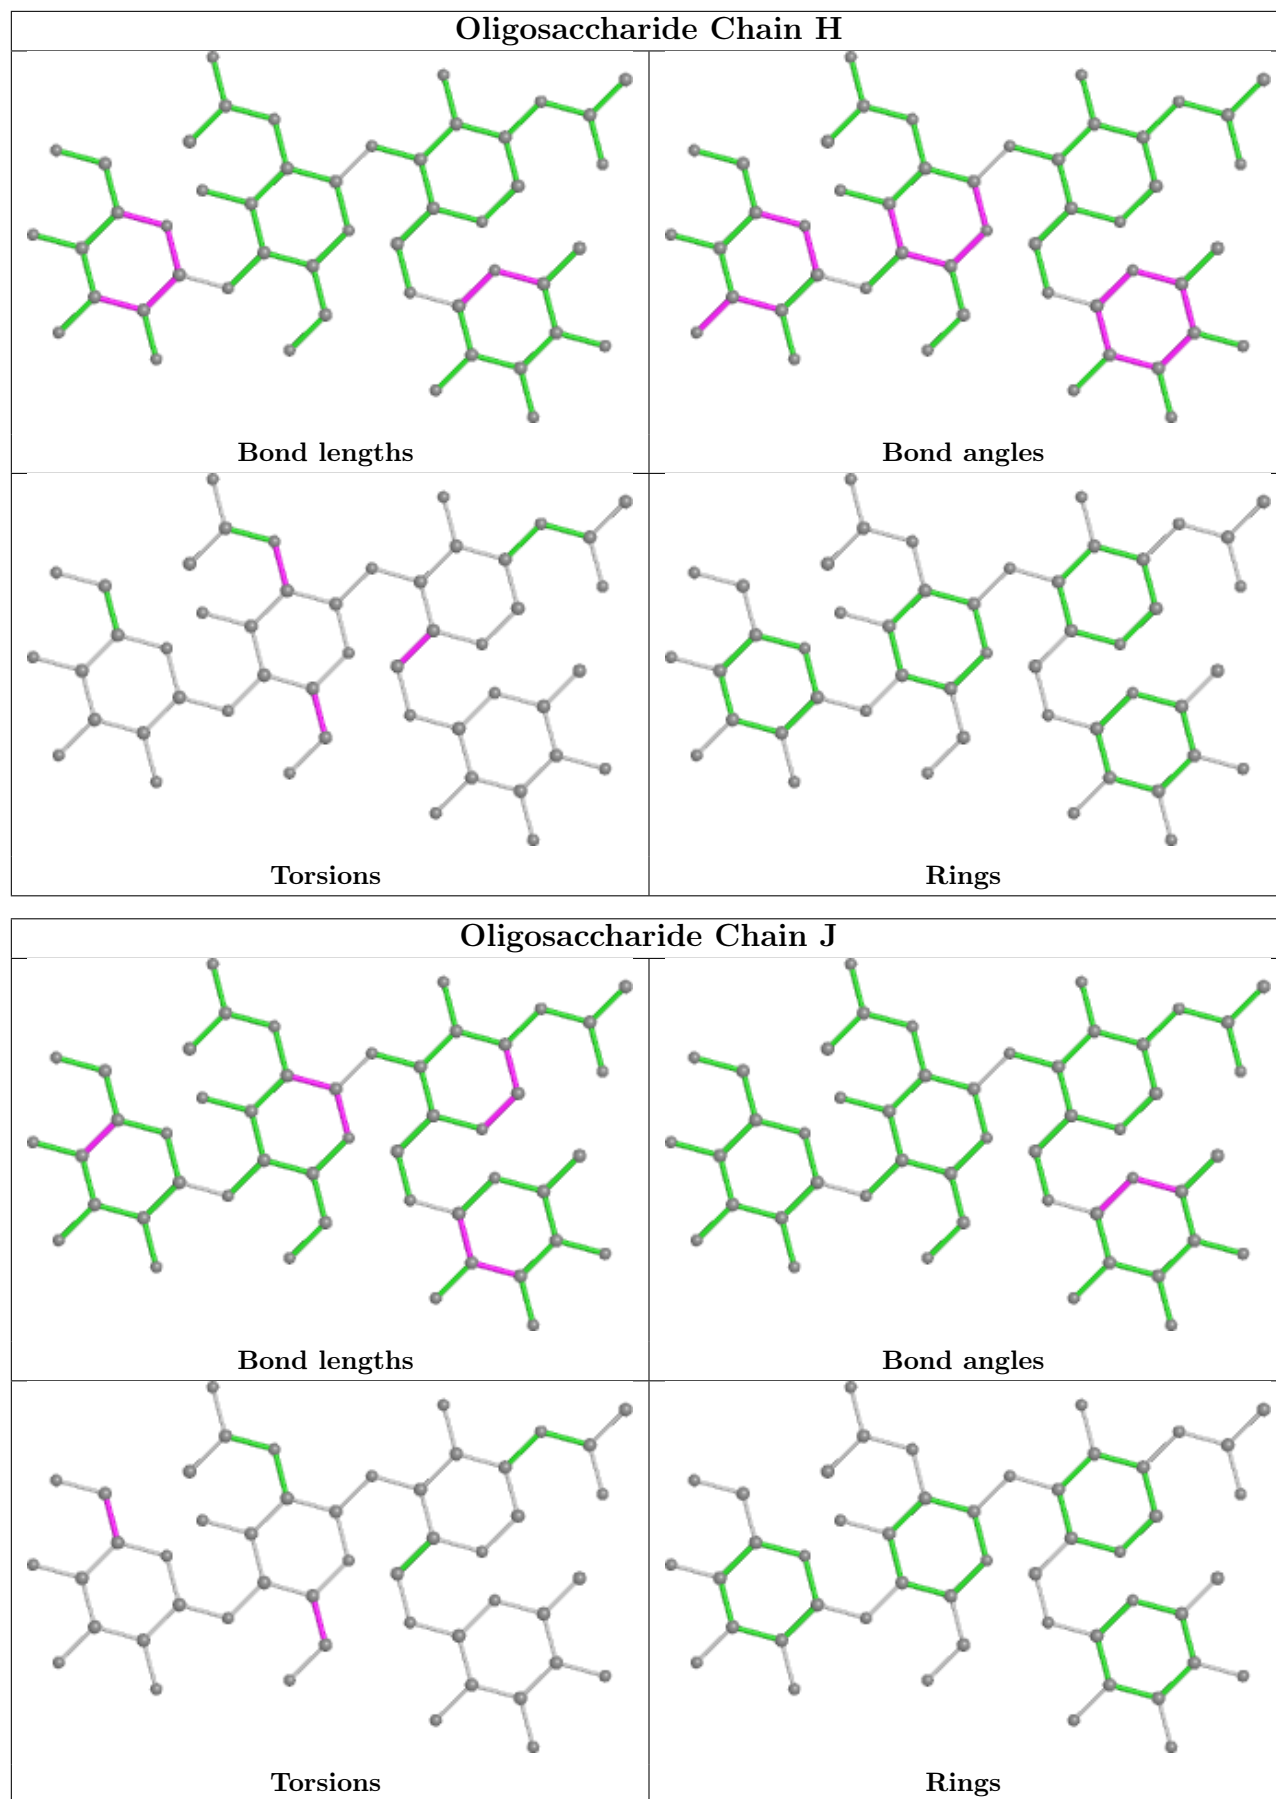 Oligosaccharide Chain H
Bond lengths
Bond angles
Torsions
Rings
Oligosaccharide Chain J
Bond lengths
Bond angles
Torsions
Rings